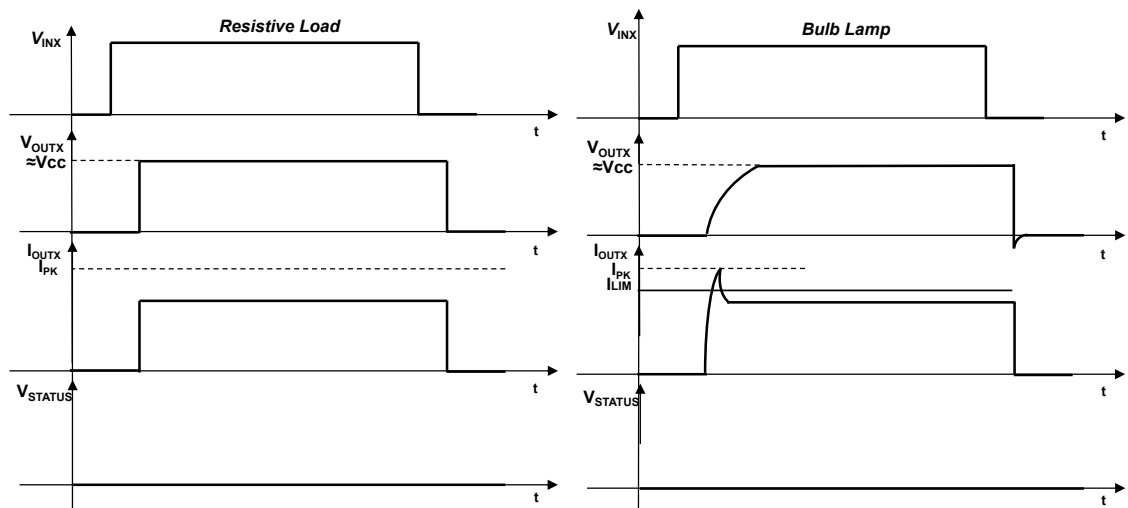 Resistive Load
VINX
t
VOUTX
≈Vcc
t
IOUTX
IPK
t
VSTATUS
t
Bulb Lamp
VINX
t
VOUTX
≈Vcc
t
IOUTX
IPK
ILIM
t
VSTATUS
t